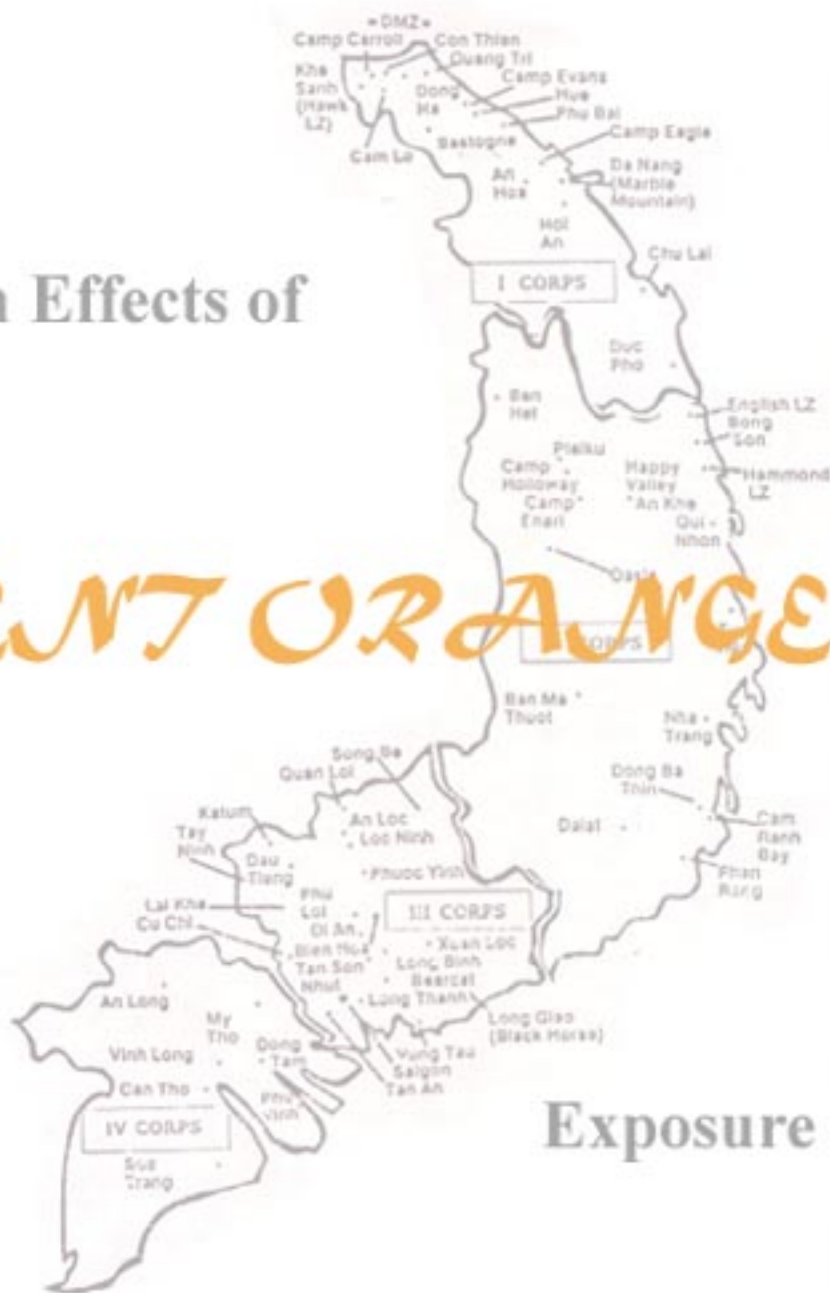 DMZ
Camp Carroll
Con Thien
Quang Tri
Khe
Sanh
(Hawk
LZ)
Dong
Ha
Camp Evans
Hue
Phu Bai
Bastogne
Camp Eagle
Cam Lo
An
Hoa
Da Nang
(Marble
Mountain)
Hoi
An
Chu Lai
I CORPS
n Effects of
Duc
Pho
Ben
Het
English LZ
Bong
Son
Pleiku
Camp
Holloway
Happy
Valley
Hammond
LZ
Camp
Enari
An Khe
Qui
Nhon
Oasis
ENT ORANGE
CORPS
Ban Ma
Thuot
Nha
Trang
Song Be
Quan Loi
Dong Ba
Thin
Katum
An Loc
Loc Ninh
Dalat
Cam
Ranh
Bay
Tay
Ninh
Dau
Tieng
Phuoc Vinh
Phan
Rang
Lai Khe
Phu
Loi
III CORPS
Cu Chi
Di An
Bien Hoa
Xuan Loc
Tan Son
Nhut
Long Binh
Bearcat
An Long
Long Thanh
Long Giao
(Black Horse)
My
Tho
Vinh Long
Dong
Tam
Vung Tau
Saigon
Tan An
Can Tho
Phu
Vinh
IV CORPS
Exposure
Soc
Trang